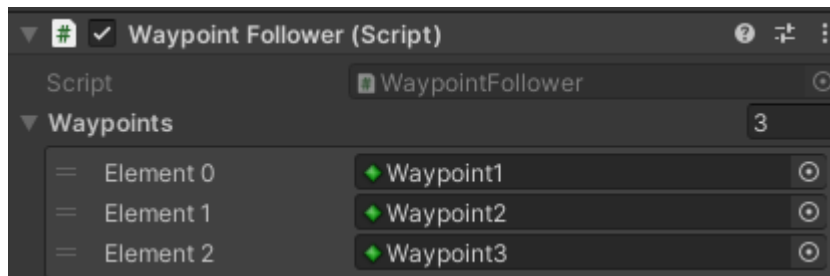 # Waypoint Follower (Script)
Script # WaypointFollower
Waypoints 3
Element 0 Waypoint1
Element 1 Waypoint2
Element 2 Waypoint3